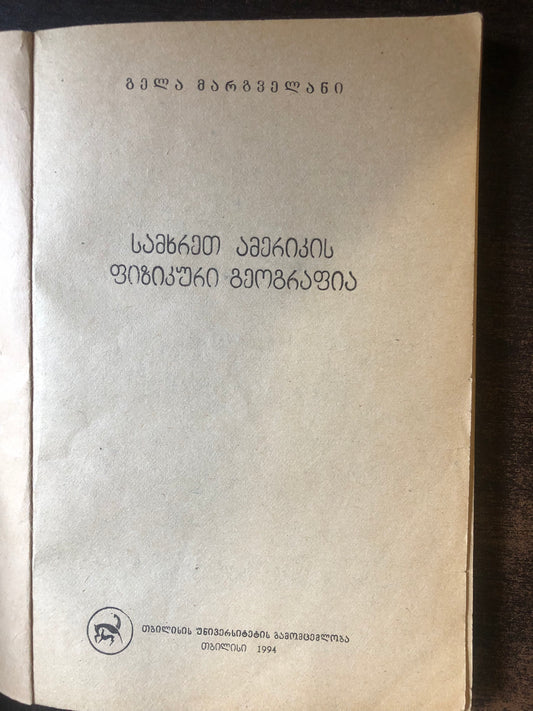 გელა მარგველანი
სამხრეთ ამერიკის
ფიზიკური გეოგრაფია
თბილისის უნივერსიტეტის გამომცემლობა
თბილისი 1994